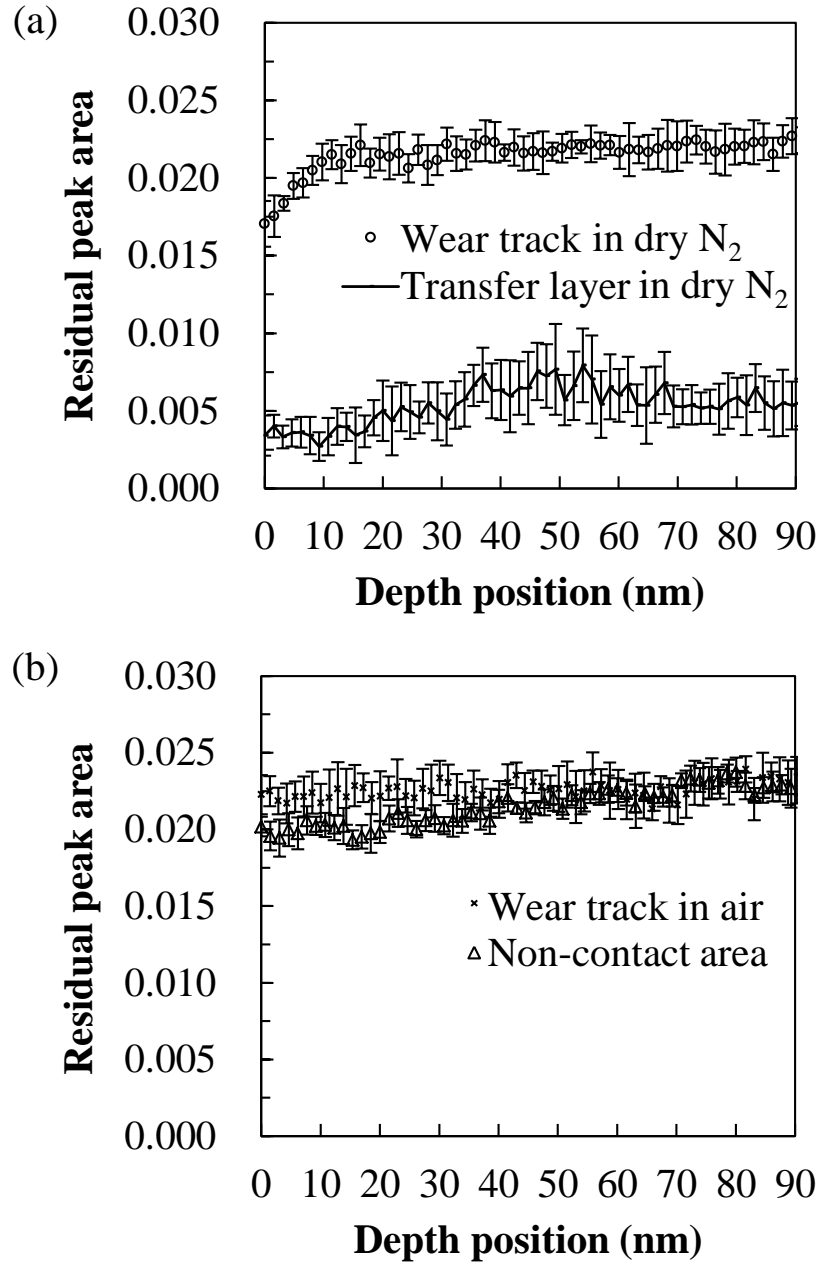 (a)
0.030
0.025
0.020
0.015
0.010
0.005
0.000
Residual peak area
Wear track in dry N₂
Transfer layer in dry N₂
0 10 20 30 40 50 60 70 80 90
Depth position (nm)
(b)
0.030
0.025
0.020
0.015
0.010
0.005
0.000
Residual peak area
Wear track in air
Non-contact area
0 10 20 30 40 50 60 70 80 90
Depth position (nm)